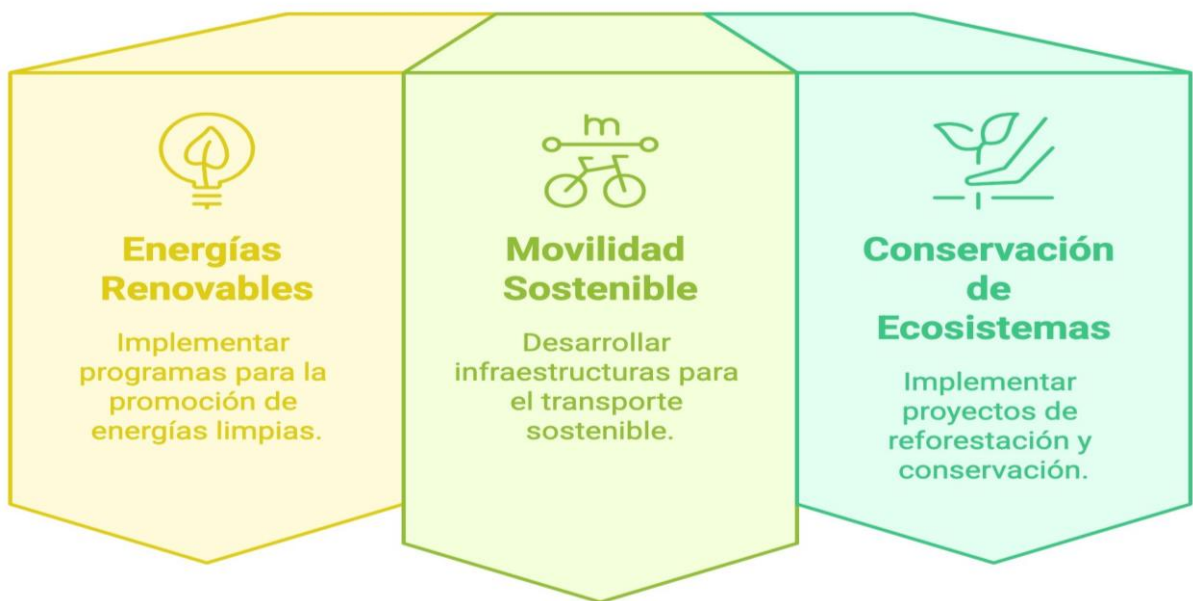 m
Energías
Renovables
Implementar
programas para la
promoción de
energías limpias.
Movilidad
Sostenible
Desarrollar
infraestructuras para
el transporte
sostenible.
Conservación
de
Ecosistemas
Implementar
proyectos de
reforestación y
conservación.